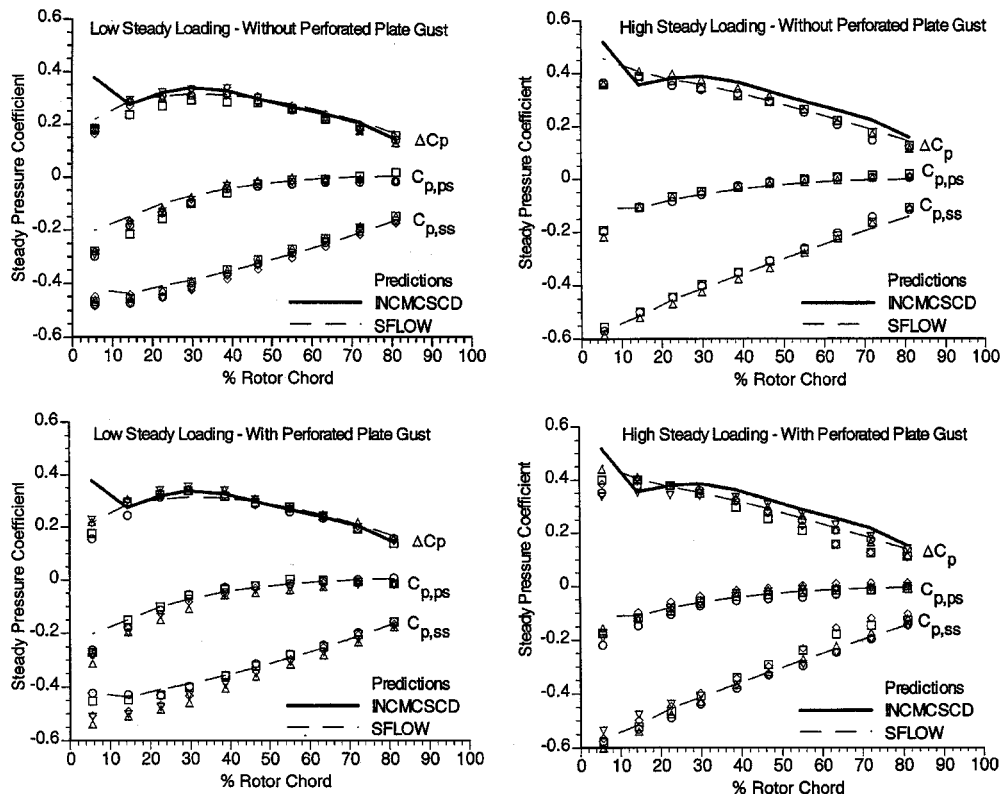 Low Steady Loading - Without Perforated Plate Gust
Steady Pressure Coefficient
0.6
0.4
0.2
0
-0.2
-0.4
-0.6
ΔCp
Cp,ps
Cp,ss
Predictions
INCMCSCD
SFLOW
0 10 20 30 40 50 60 70 80 90 100
% Rotor Chord
High Steady Loading - Without Perforated Plate Gust
Steady Pressure Coefficient
0.4
0.2
0
-0.2
-0.4
-0.6
ΔCp
Cp,ps
Cp,ss
Predictions
INCMCSCD
SFLOW
0 10 20 30 40 50 60 70 80 90 100
% Rotor Chord
Low Steady Loading - With Perforated Plate Gust
Steady Pressure Coefficient
0.6
0.4
0.2
0
-0.2
-0.4
-0.6
ΔCp
Cp,ps
Cp,ss
Predictions
INCMCSCD
SFLOW
0 10 20 30 40 50 60 70 80 90 100
% Rotor Chord
High Steady Loading - With Perforated Plate Gust
Steady Pressure Coefficient
0.6
0.4
0.2
0
-0.2
-0.4
-0.6
ΔCp
Cp,ps
Cp,ss
Predictions
INCMCSCD
SFLOW
0 10 20 30 40 50 60 70 80 90 100
% Rotor Chord